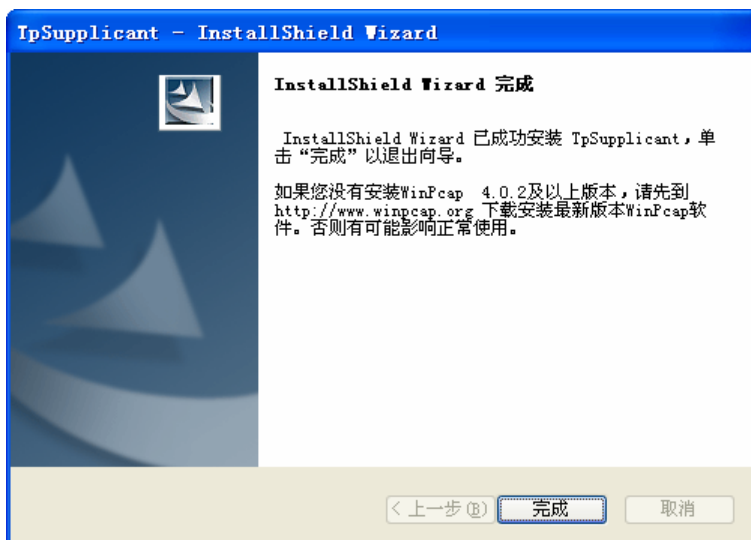 TpSupplicant - InstallShield Wizard
InstallShield Wizard 完成
InstallShield Wizard 已成功安装 TpSupplicant，单
击“完成”以退出向导。
如果您没有安装WinPcap 4.0.2及以上版本，请先到
http://www.winpcap.org 下载安装最新版本WinPcap软
件。否则有可能影响正常使用。
< 上一步(B) 完成 取消